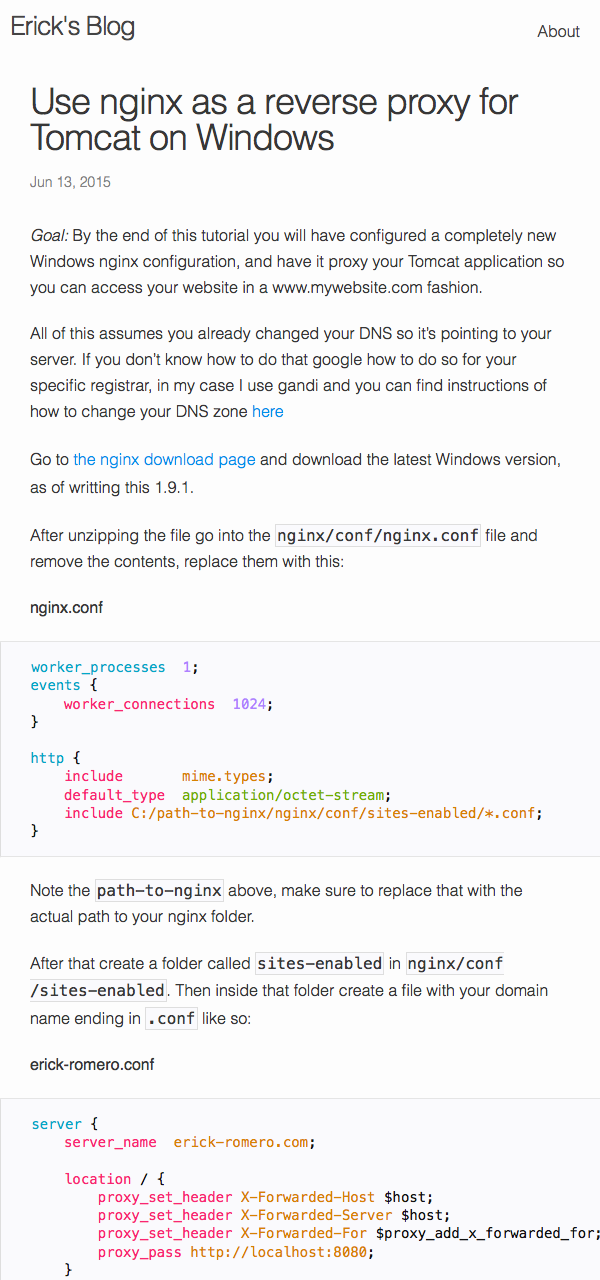 Erick's Blog
About
Use nginx as a reverse proxy for
Tomcat on Windows
Jun 13, 2015
Goal: By the end of this tutorial you will have configured a completely new
Windows nginx configuration, and have it proxy your Tomcat application so
you can access your website in a www.mywebsite.com fashion.
All of this assumes you already changed your DNS so it’s pointing to your
server. If you don’t know how to do that google how to do so for your
specific registrar, in my case I use gandi and you can find instructions of
how to change your DNS zone here
Go to the nginx download page and download the latest Windows version,
as of writting this 1.9.1.
After unzipping the file go into the nginx/conf/nginx.conf file and
remove the contents, replace them with this:
nginx.conf
worker_processes  1;
events {
    worker_connections  1024;
}
http {
    include       mime.types;
    default_type  application/octet-stream;
    include C:/path-to-nginx/nginx/conf/sites-enabled/*.conf;
}
Note the path-to-nginx above, make sure to replace that with the
actual path to your nginx folder.
After that create a folder called sites-enabled in nginx/conf
/sites-enabled. Then inside that folder create a file with your domain
name ending in .conf like so:
erick-romero.conf
server {
    server_name  erick-romero.com;
    location / {
        proxy_set_header X-Forwarded-Host $host;
        proxy_set_header X-Forwarded-Server $host;
        proxy_set_header X-Forwarded-For $proxy_add_x_forwarded_for;
        proxy_pass http://localhost:8080;
    }